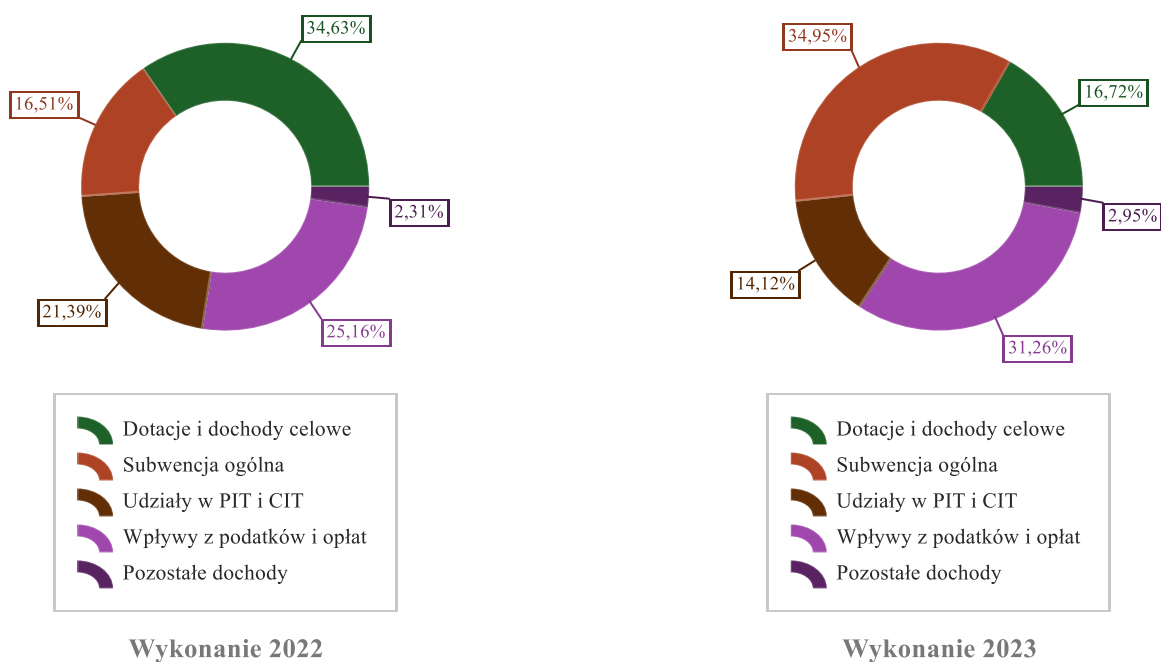 34,63%
16,51%
2,31%
21,39%
25,16%
Dotacje i dochody celowe
Subwencja ogólna
Udziały w PIT i CIT
Wpływy z podatków i opłat
Pozostałe dochody
Wykonanie 2022
34,95%
16,72%
2,95%
14,12%
31,26%
Dotacje i dochody celowe
Subwencja ogólna
Udziały w PIT i CIT
Wpływy z podatków i opłat
Pozostałe dochody
Wykonanie 2023